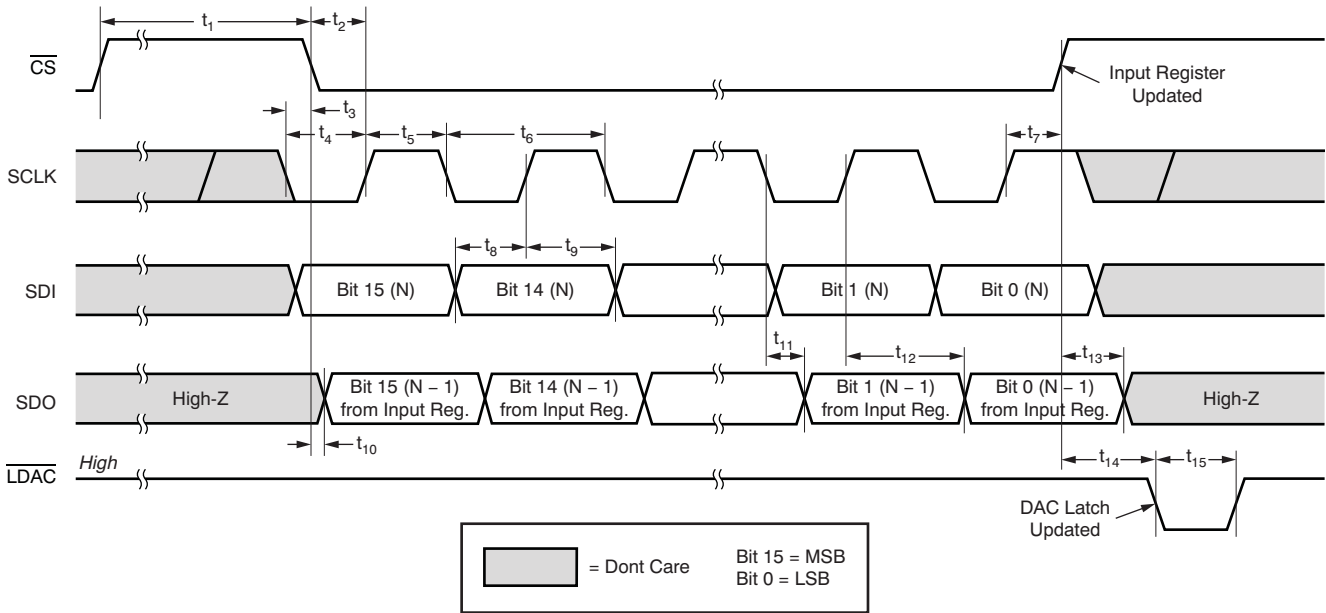 t1
t2
CS
Input Register
Updated
t3
t4
t5
t6
t7
SCLK
t8
t9
SDI
Bit 15 (N)
Bit 14 (N)
Bit 1 (N)
Bit 0 (N)
t11
t12
t13
SDO
High-Z
Bit 15 (N – 1)
from Input Reg.
Bit 14 (N – 1)
from Input Reg.
Bit 1 (N – 1)
from Input Reg.
Bit 0 (N – 1)
from Input Reg.
High-Z
t10
High
LDAC
t14
t15
DAC Latch
Updated
= Dont Care
Bit 15 = MSB
Bit 0 = LSB